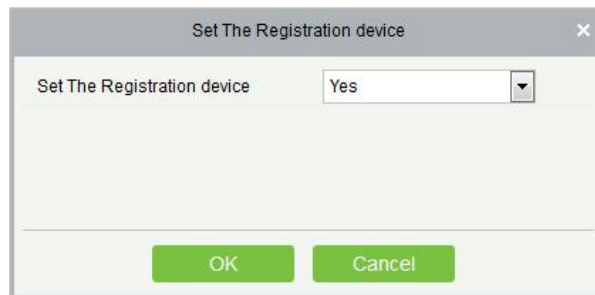 Set The Registration device
Set The Registration device Yes
OK Cancel